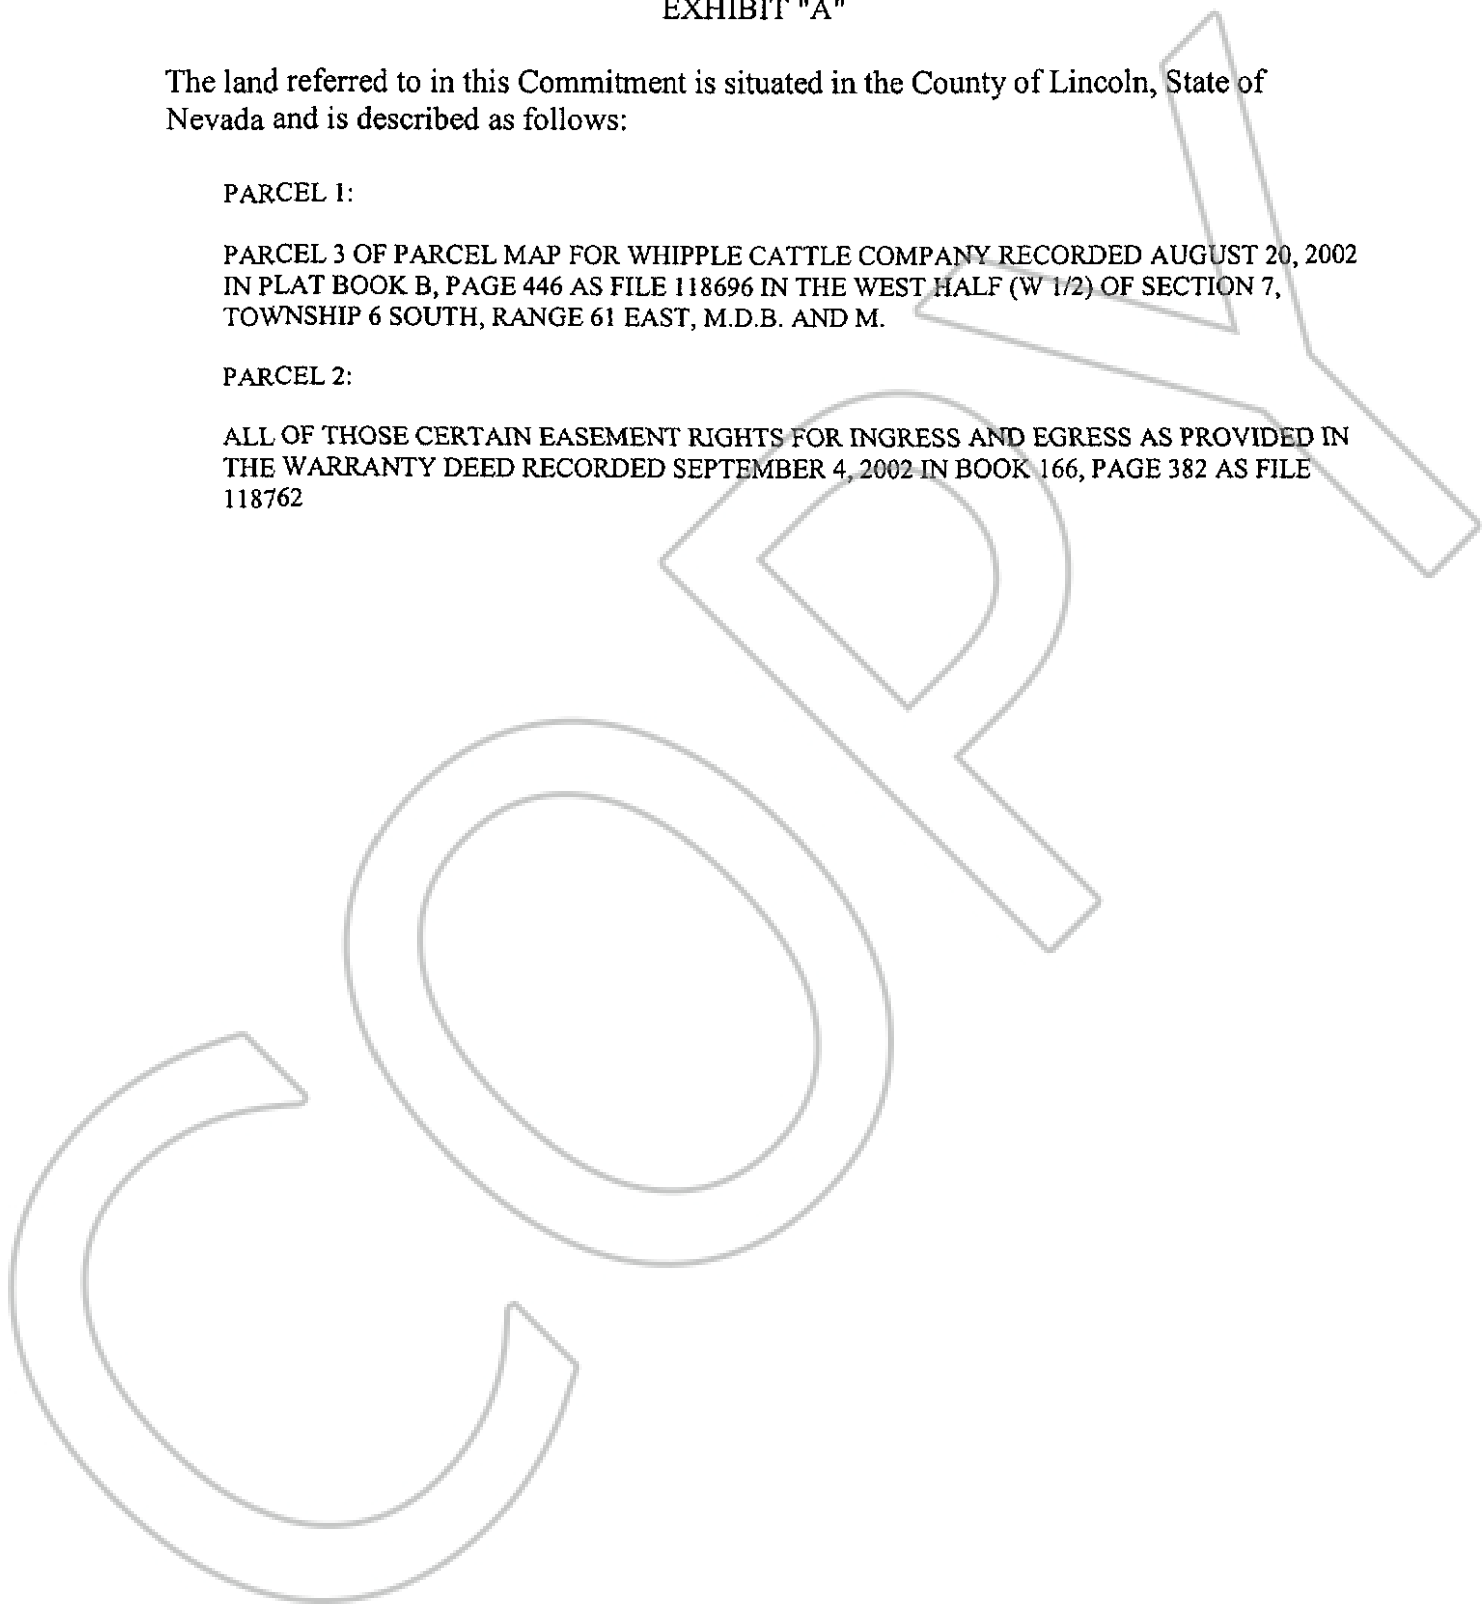 EXHIBIT "A"
The land referred to in this Commitment is situated in the County of Lincoln, State of
Nevada and is described as follows:
PARCEL 1:
PARCEL 3 OF PARCEL MAP FOR WHIPPLE CATTLE COMPANY RECORDED AUGUST 20, 2002
IN PLAT BOOK B, PAGE 446 AS FILE 118696 IN THE WEST HALF (W 1/2) OF SECTION 7,
TOWNSHIP 6 SOUTH, RANGE 61 EAST, M.D.B. AND M.
PARCEL 2:
ALL OF THOSE CERTAIN EASEMENT RIGHTS FOR INGRESS AND EGRESS AS PROVIDED IN
THE WARRANTY DEED RECORDED SEPTEMBER 4, 2002 IN BOOK 166, PAGE 382 AS FILE
118762
COPY